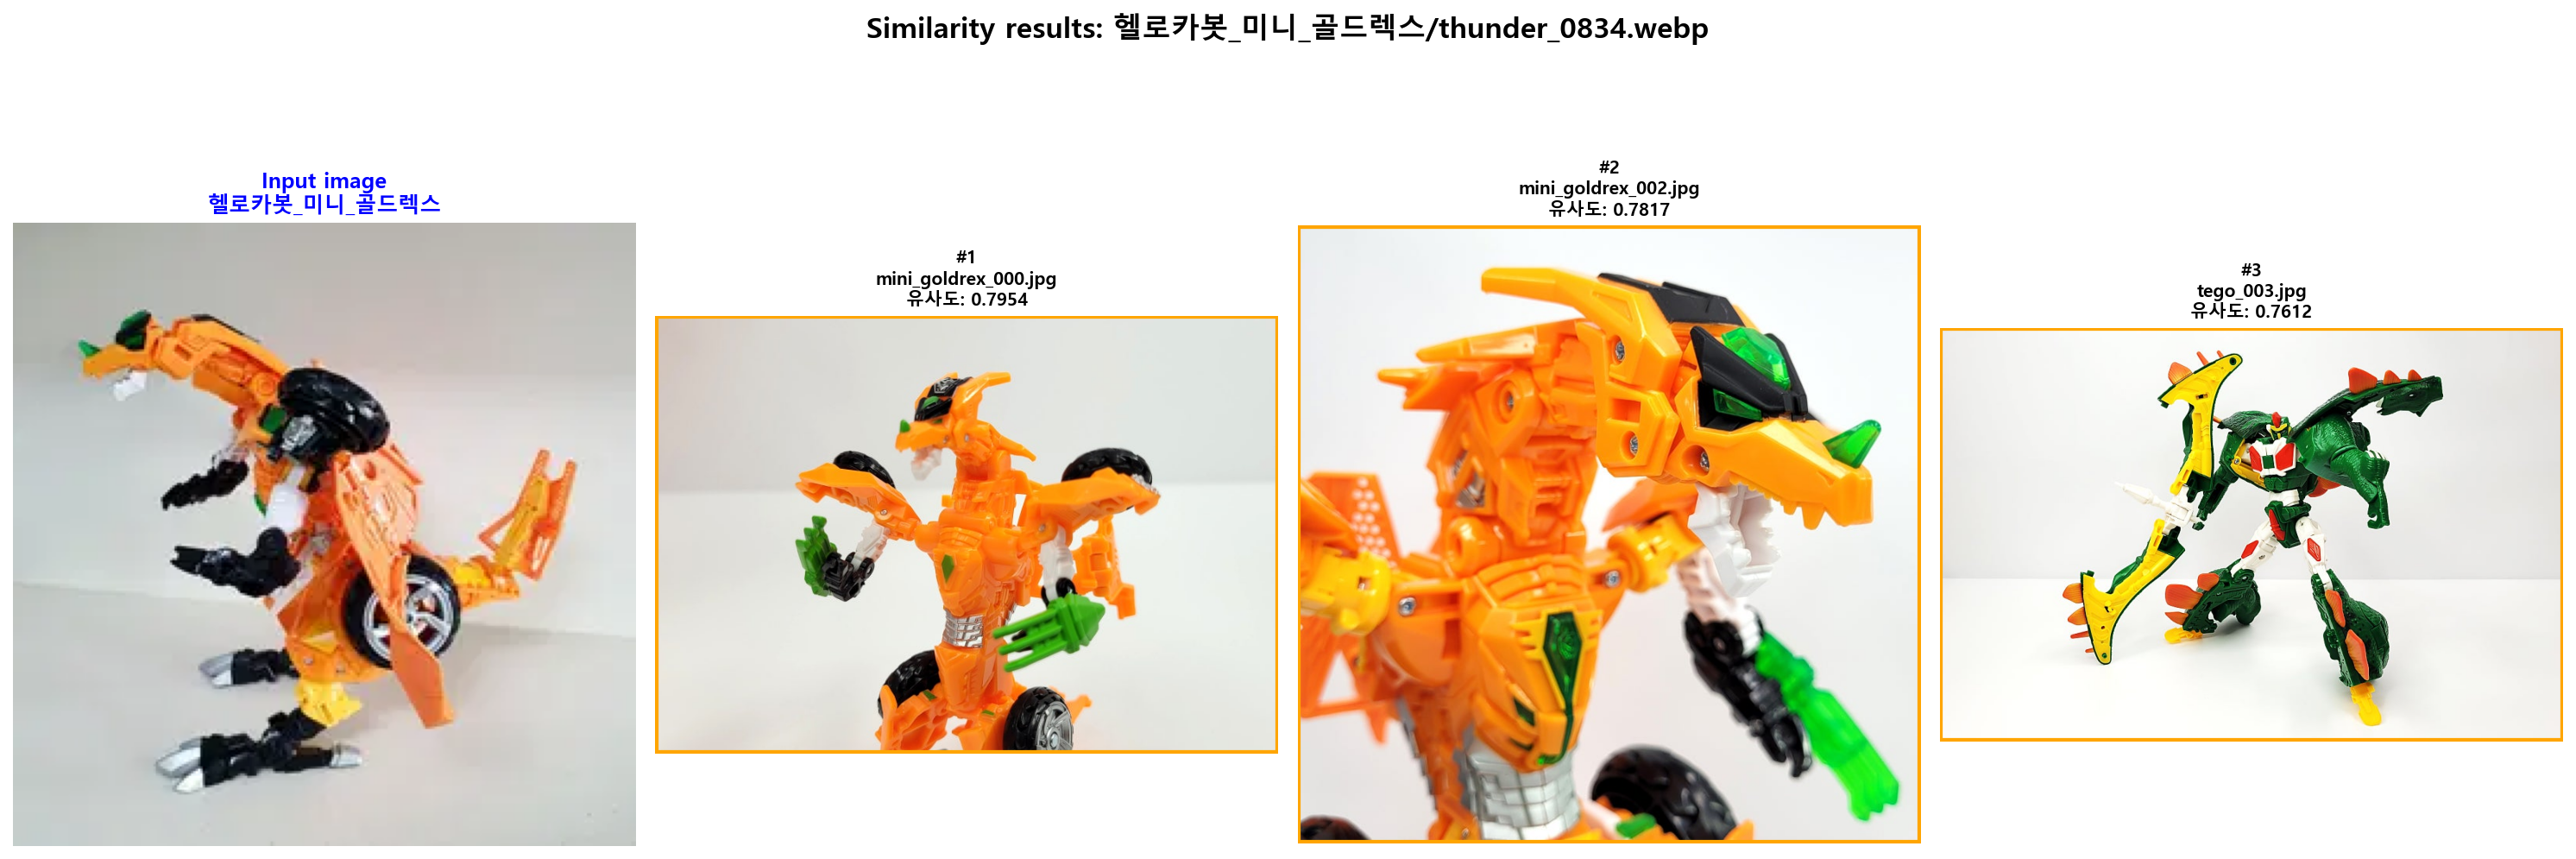 Similarity results: 헬로카봇_미니_골드렉스/thunder_0834.webp
Input image
헬로카봇_미니_골드렉스
#1
mini_goldrex_000.jpg
유사도: 0.7954
#2
mini_goldrex_002.jpg
유사도: 0.7817
#3
tego_003.jpg
유사도: 0.7612